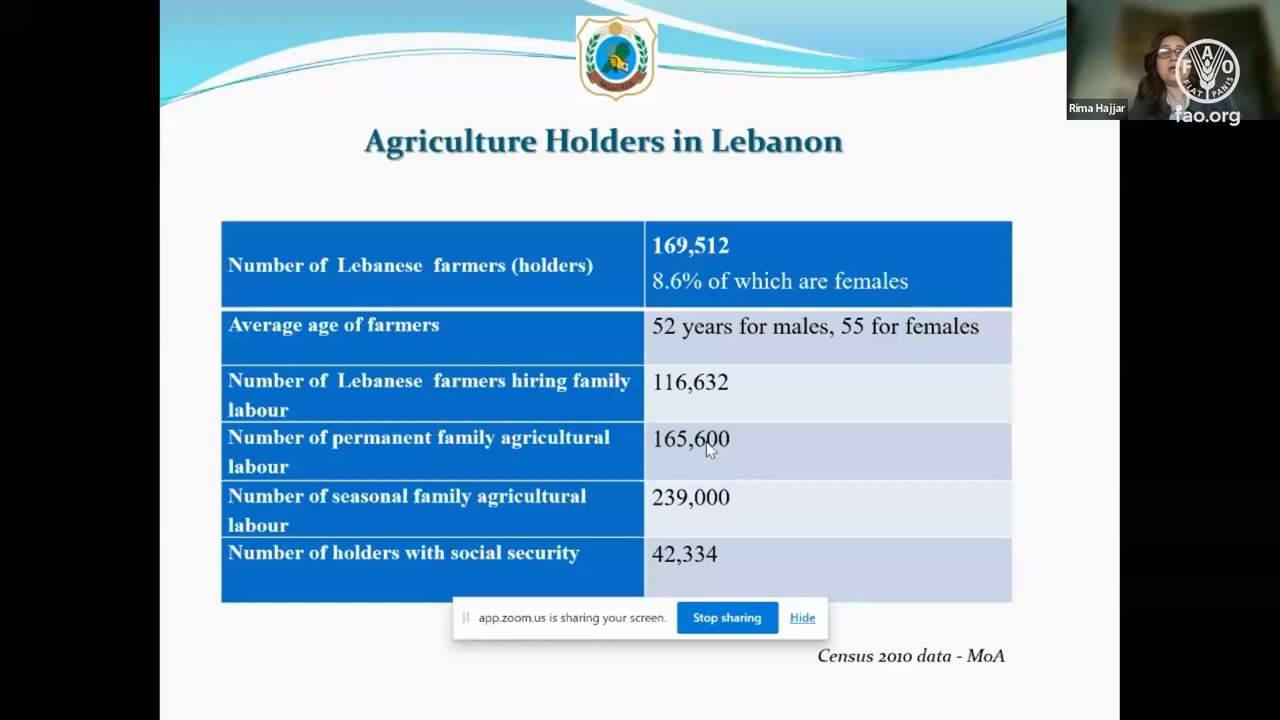 Rima Hajjar
FAO
FIAT PANIS
fao.org
Agriculture Holders in Lebanon
Number of Lebanese farmers (holders)
169,512
8.6% of which are females
Average age of farmers
52 years for males, 55 for females
Number of Lebanese farmers hiring family
labour
116,632
Number of permanent family agricultural
labour
165,600
Number of seasonal family agricultural
labour
239,000
Number of holders with social security
42,334
app.zoom.us is sharing your screen.
Stop sharing
Hide
Census 2010 data - MoA